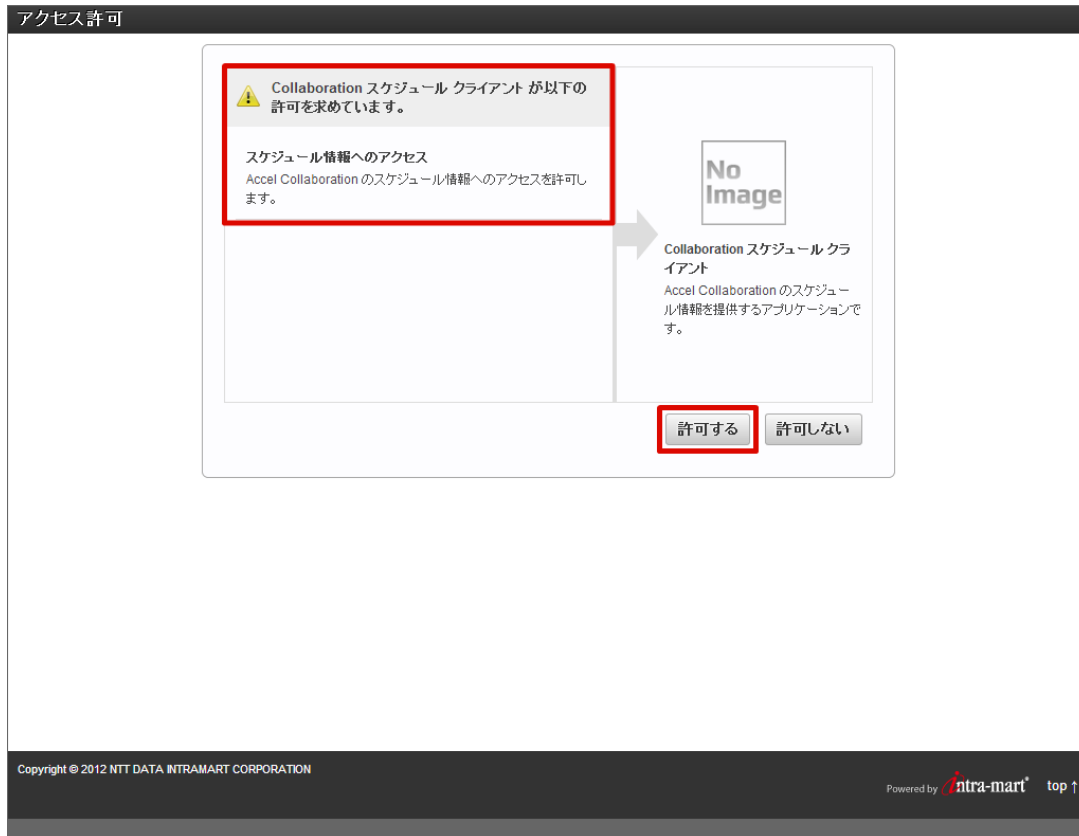 アクセス許可
Collaboration スケジュール クライアント が以下の
許可を求めています。
スケジュール情報へのアクセス
Accel Collaboration のスケジュール情報へのアクセスを許可し
ます。
No
Image
Collaboration スケジュール クラ
イアント
Accel Collaboration のスケジュー
ル情報を提供するアプリケーションで
す。
許可する
許可しない
Copyright © 2012 NTT DATA INTRAMART CORPORATION
Powered by intra-mart® top ↑